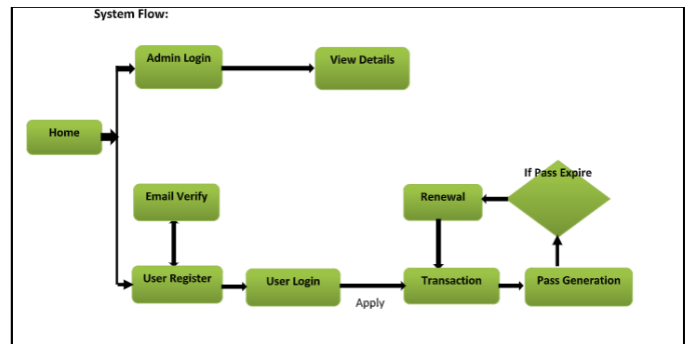 System Flow:
Admin Login
View Details
Home
If Pass Expire
Email Verify
Renewal
User Register
User Login
Transaction
Pass Generation
Apply